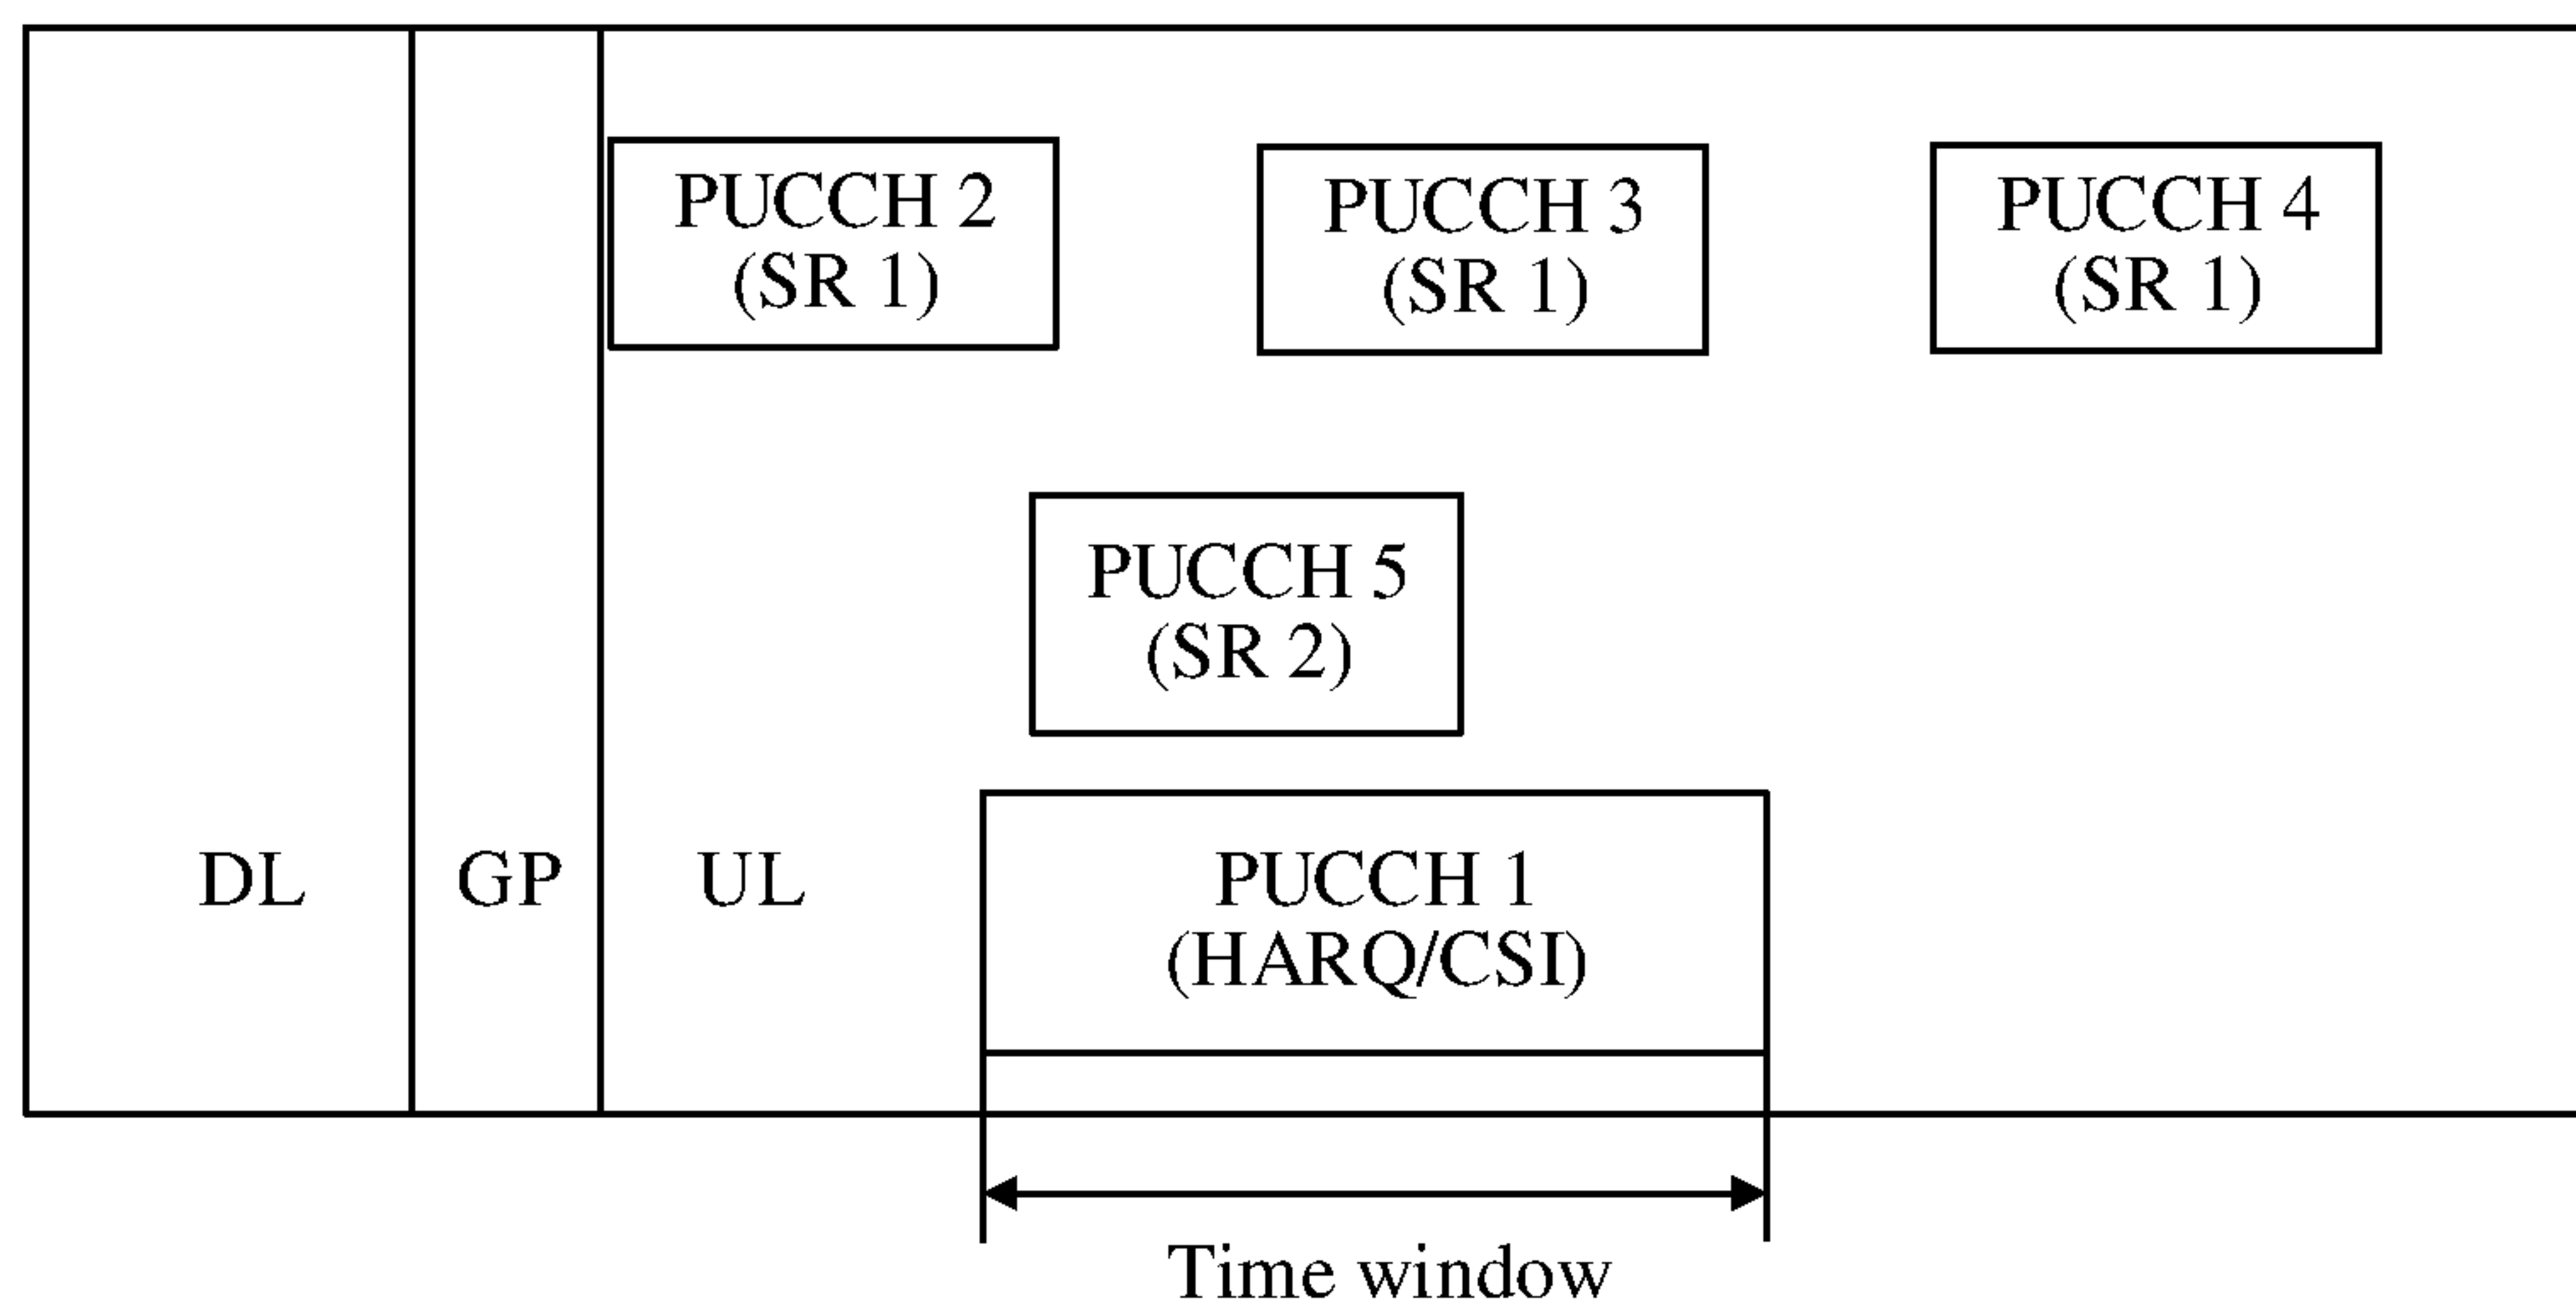 PUCCH 2
(SR 1)
PUCCH 3
(SR 1)
PUCCH 4
(SR 1)
PUCCH 5
(SR 2)
DL
GP
UL
PUCCH 1
(HARQ/CSI)
Time window